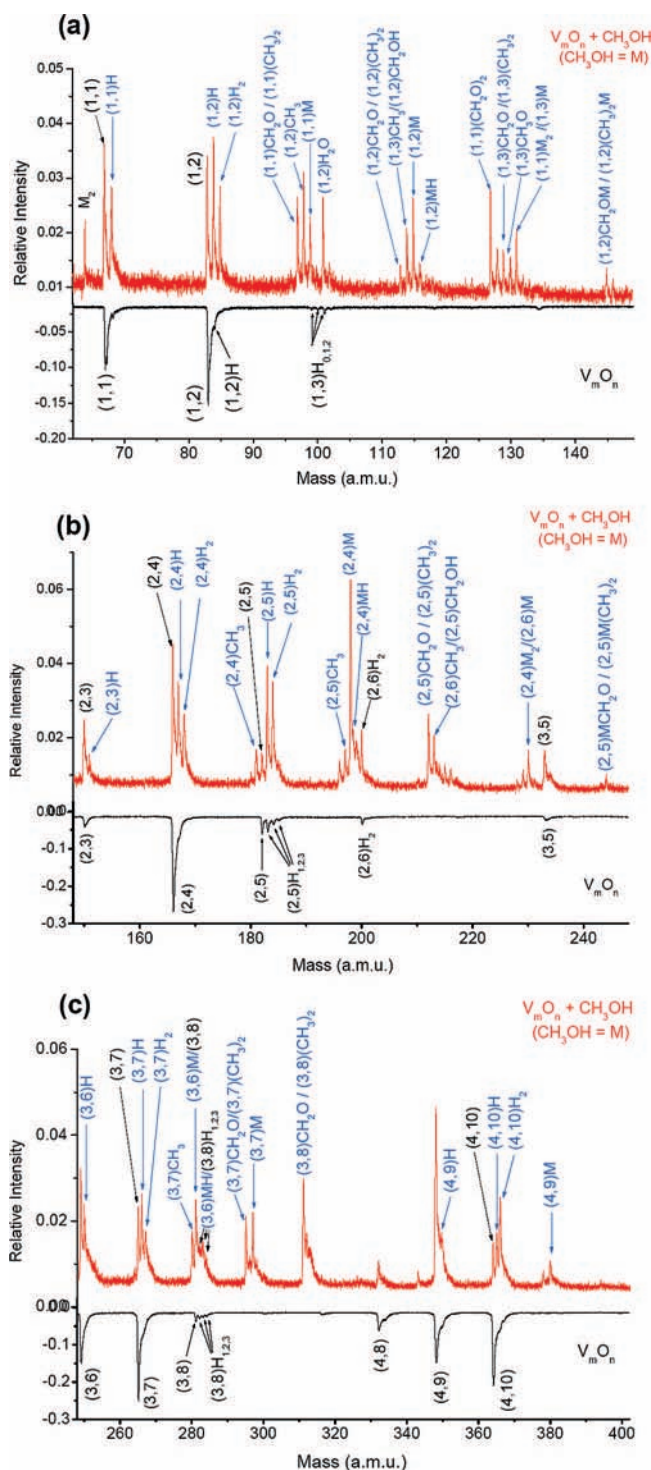 (a)
V_mO_n + CH₃OH
(CH₃OH = M)
Relative Intensity
0.05
0.04
0.03
0.02
0.01
-0.05
-0.10
-0.15
-0.20
M₂
(1,1)
(1,1)H
(1,2)
(1,2)H
(1,2)H₂
(1,1)CH₂O / (1,1)(CH₃)₂
(1,2)CH₃
(1,1)M
(1,2)H₂O
(1,2)CH₂O / (1,2)(CH₃)₂
(1,3)CH₃/(1,2)CH₂OH
(1,2)M
(1,2)MH
(1,1)(CH₂O)₂
(1,3)CH₂O /(1,3)(CH₃)₂
(1,3)CH₃O
(1,1)M₂ /(1,3)M
(1,2)CH₂OM / (1,2)(CH₃)₂M
(1,1)
(1,2)
(1,2)H
(1,3)H₀,₁,₂
V_mO_n
70 80 90 100 110 120 130 140
Mass (a.m.u.)
(b)
V_mO_n + CH₃OH
(CH₃OH = M)
Relative Intensity
0.06
0.04
0.02
0.00
0.0
-0.1
-0.2
-0.3
(2,3)
(2,3)H
(2,4)
(2,4)H
(2,4)H₂
(2,4)CH₃
(2,5)
(2,5)H
(2,5)H₂
(2,5)CH₃
(2,4)M
(2,4)MH
(2,6)H₂
(2,5)CH₂O / (2,5)(CH₃)₂
(2,6)CH₃/(2,5)CH₂OH
(2,4)M₂/(2,6)M
(3,5)
(2,5)MCH₂O / (2,5)M(CH₃)₂
(2,3)
(2,4)
(2,5)
(2,5)H₁,₂,₃
(2,6)H₂
(3,5)
V_mO_n
160 180 200 220 240
Mass (a.m.u.)
(c)
V_mO_n + CH₃OH
(CH₃OH = M)
Relative Intensity
0.06
0.04
0.02
0.00
0.0
-0.1
-0.2
-0.3
(3,6)H
(3,7)
(3,7)H
(3,7)H₂
(3,7)CH₃
(3,6)M/(3,8)
(3,6)MH/(3,8)H₁,₂,₃
(3,7)CH₂O/(3,7)(CH₃)₂
(3,7)M
(3,8)CH₂O / (3,8)(CH₃)₂
(4,9)H
(4,10)
(4,10)H
(4,10)H₂
(4,9)M
(3,6)
(3,7)
(3,8)
(3,8)H₁,₂,₃
(4,8)
(4,9)
(4,10)
V_mO_n
260 280 300 320 340 360 380 400
Mass (a.m.u.)